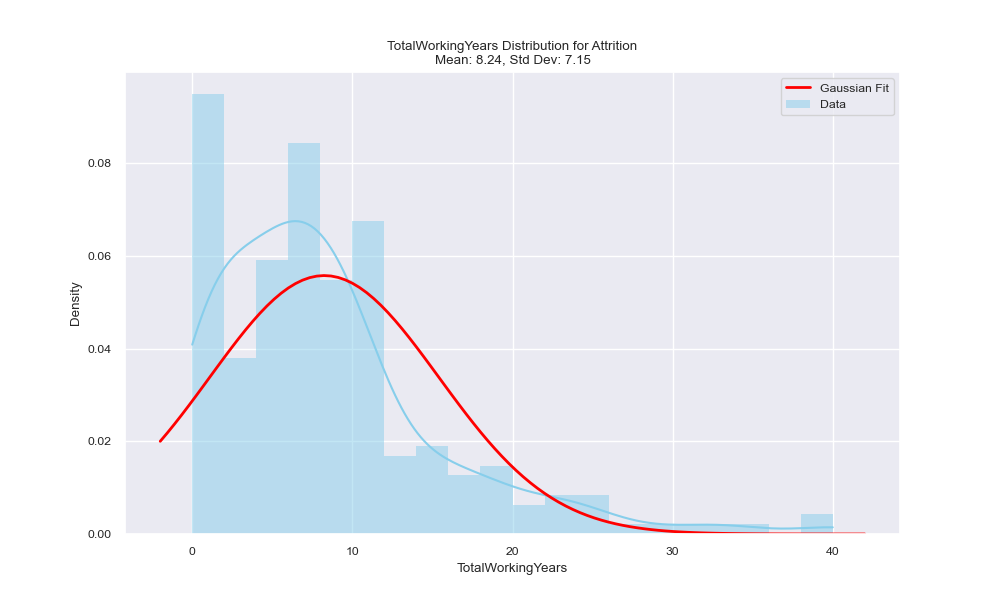 TotalWorkingYears Distribution for Attrition
Mean: 8.24, Std Dev: 7.15
Gaussian Fit
Data
Density
0.08
0.06
0.04
0.02
0.00
0 10 20 30 40
TotalWorkingYears